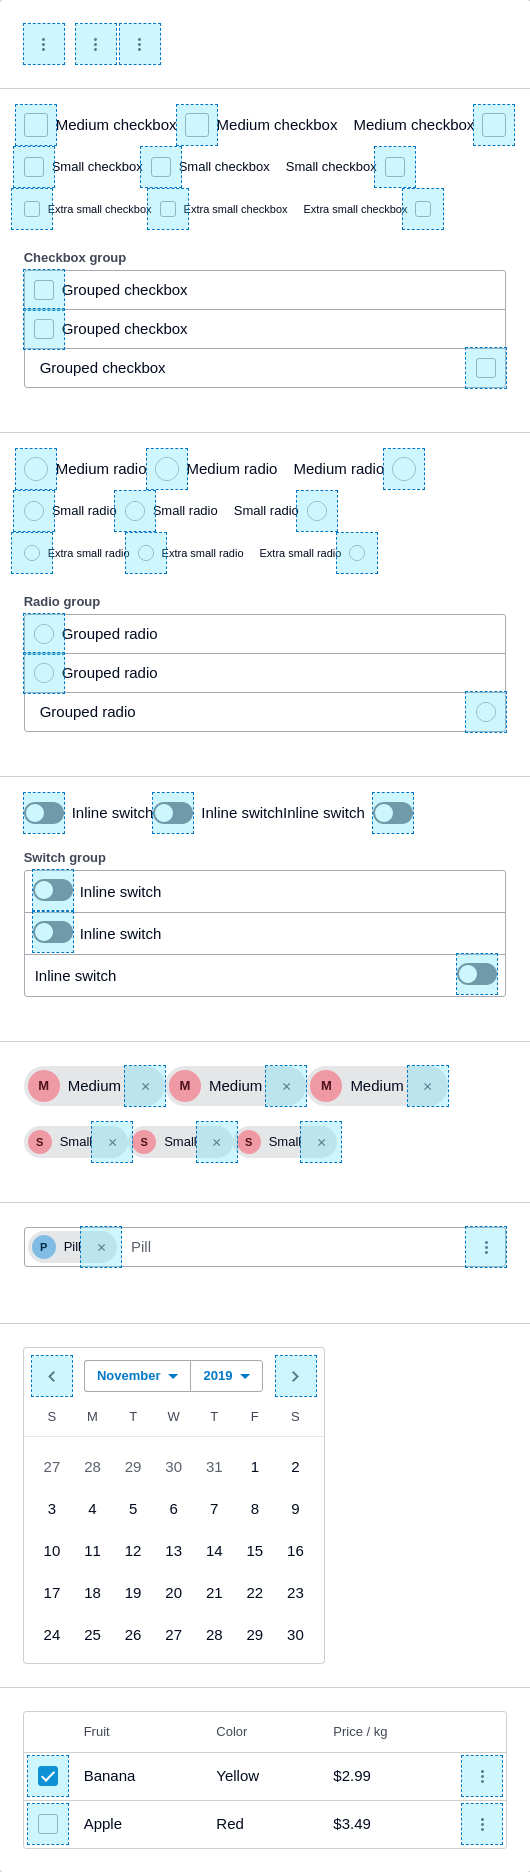 Medium checkbox Medium checkbox Medium checkbox
Small checkbox Small checkbox Small checkbox
Extra small checkbox Extra small checkbox Extra small checkbox
Checkbox group
Grouped checkbox
Grouped checkbox
Grouped checkbox
Medium radio Medium radio Medium radio
Small radio Small radio Small radio
Extra small radio Extra small radio Extra small radio
Radio group
Grouped radio
Grouped radio
Grouped radio
Inline switch Inline switch Inline switch
Switch group
Inline switch
Inline switch
Inline switch
M Medium × M Medium × M Medium ×
S Small × S Small × S Small ×
P Pill × Pill
November 2019
S M T W T F S
27 28 29 30 31 1 2
3 4 5 6 7 8 9
10 11 12 13 14 15 16
17 18 19 20 21 22 23
24 25 26 27 28 29 30
Fruit Color Price / kg
Banana Yellow $2.99
Apple Red $3.49